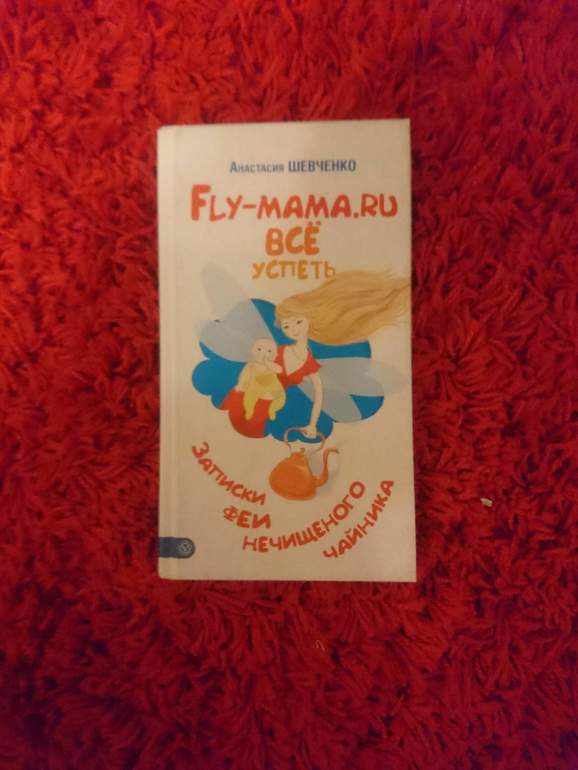 Анастасия ШЕВЧЕНКО
FLY-MAMA.RU
ВСЁ
УСПЕТЬ
ЗАПИСКИ
ФЕИ
НЕЧИЩЕНОГО
ЧАЙНИКА